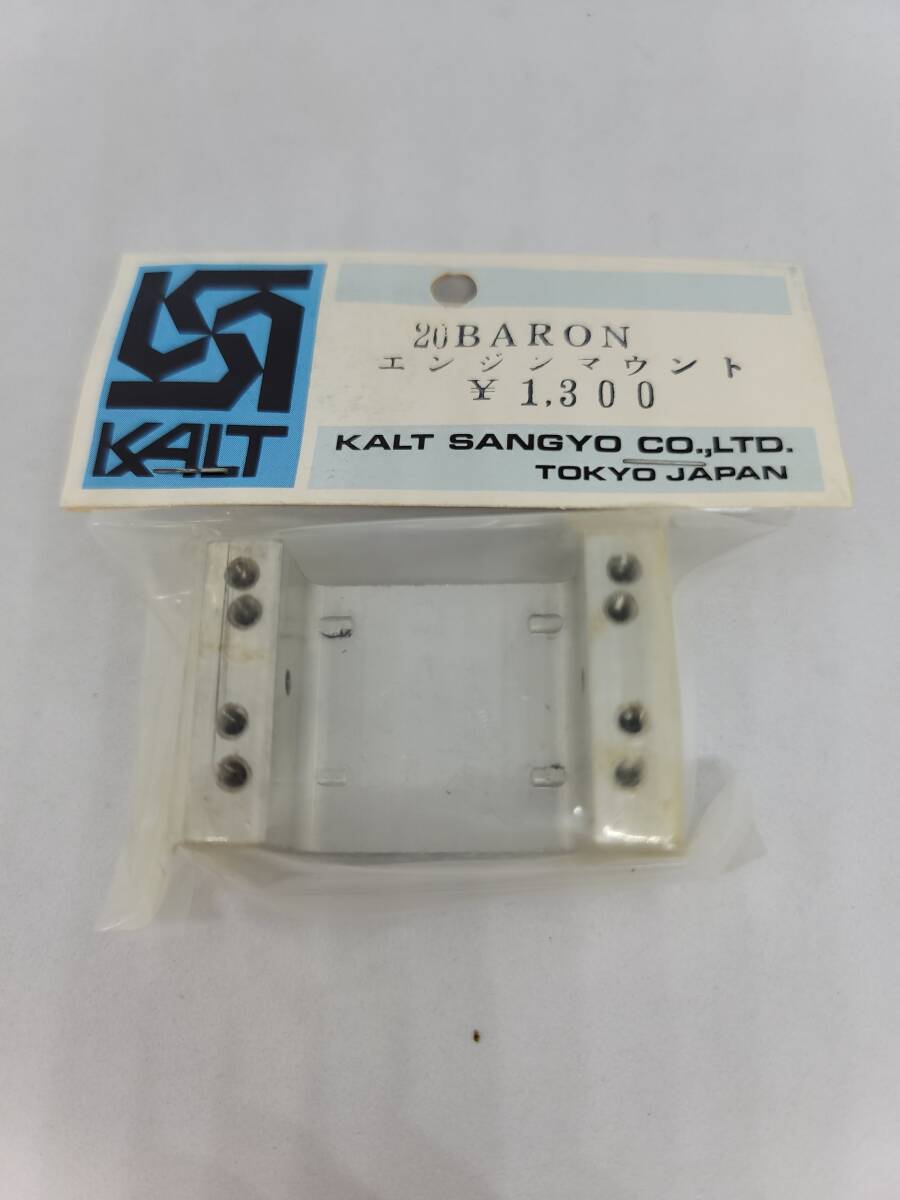 20BARON
エンジンマウント
¥ 1,300
KALT
KALT SANGYO CO.,LTD.
TOKYO JAPAN